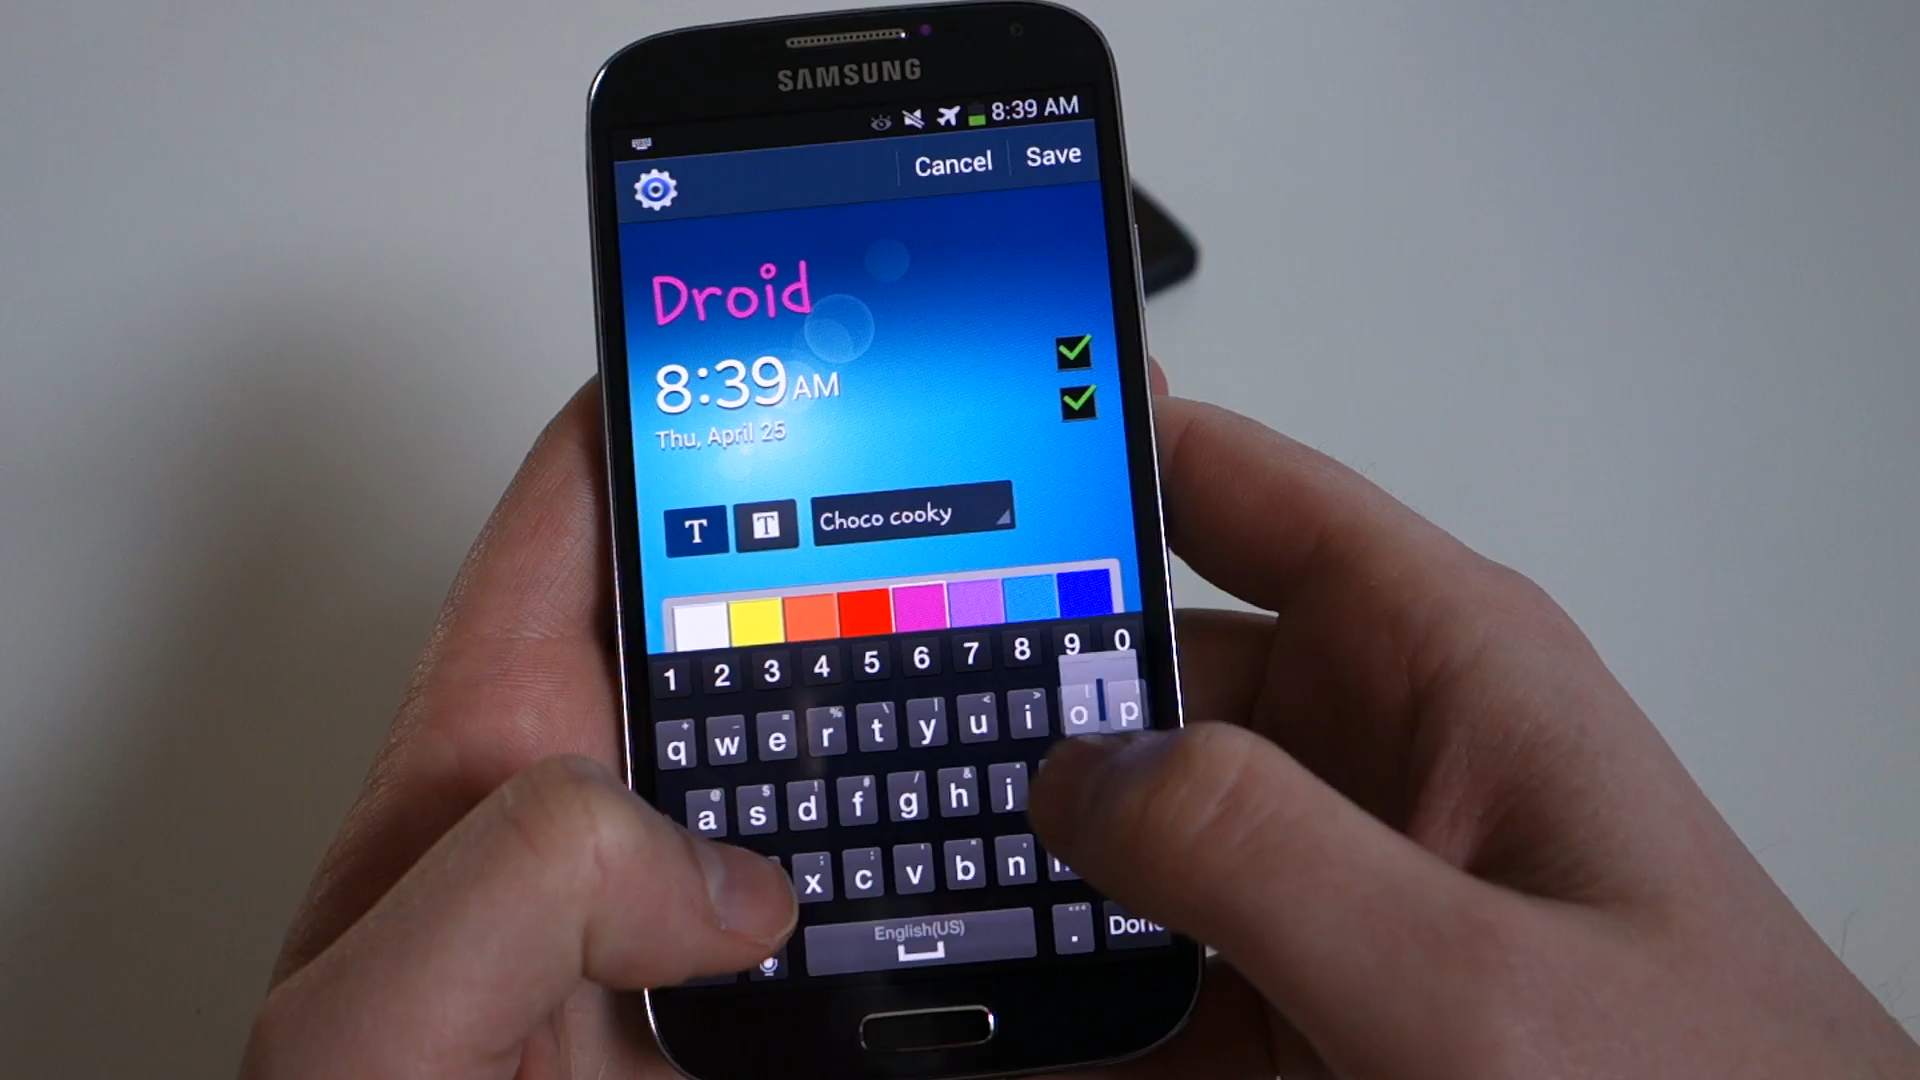 SAMSUNG
8:39 AM
Cancel Save
Droid
8:39 AM
Thu, April 25
T T Choco cooky
1 2 3 4 5 6 7 8 9 0
q w e r t y u i o p
a s d f g h j
x c v b n
English(US) . Done